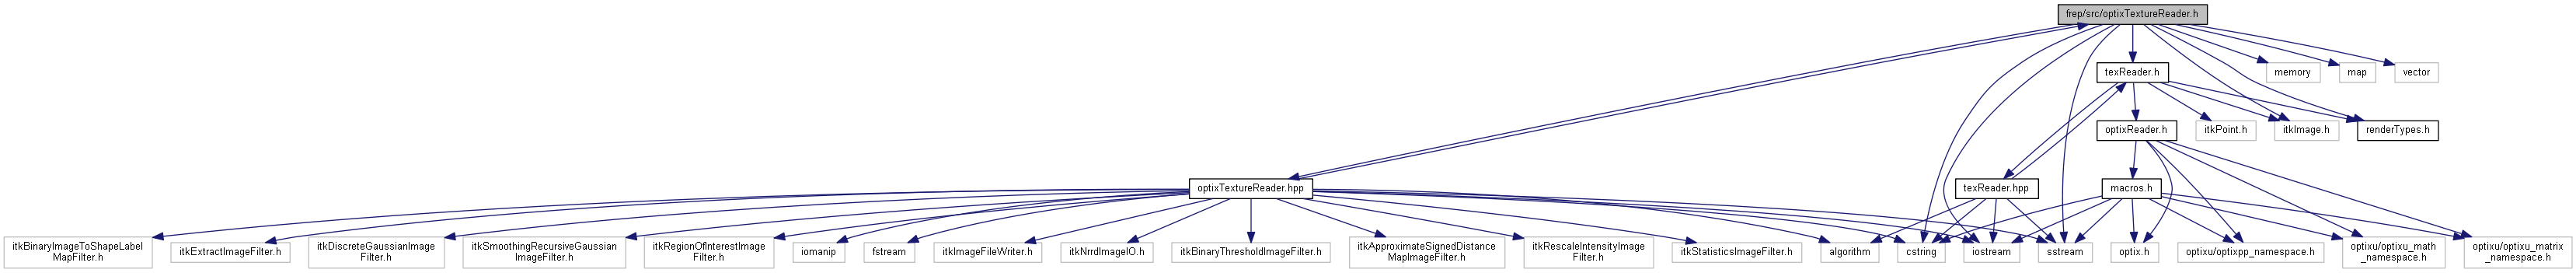 frep/src/optixTextureReader.h
texReader.h
memory
map
vector
optixReader.h
itkPoint.h
itkImage.h
renderTypes.h
optixTextureReader.hpp
texReader.hpp
macros.h
itkBinaryImageToShapeLabel
MapFilter.h
itkExtractImageFilter.h
itkDiscreteGaussianImage
Filter.h
itkSmoothingRecursiveGaussian
ImageFilter.h
itkRegionOfInterestImage
Filter.h
iomanip
fstream
itkImageFileWriter.h
itkNrrdImageIO.h
itkBinaryThresholdImageFilter.h
itkApproximateSignedDistance
MapImageFilter.h
itkRescaleIntensityImage
Filter.h
itkStatisticsImageFilter.h
algorithm
cstring
iostream
sstream
optix.h
optixu/optixpp_namespace.h
optixu/optixu_math
_namespace.h
optixu/optixu_matrix
_namespace.h